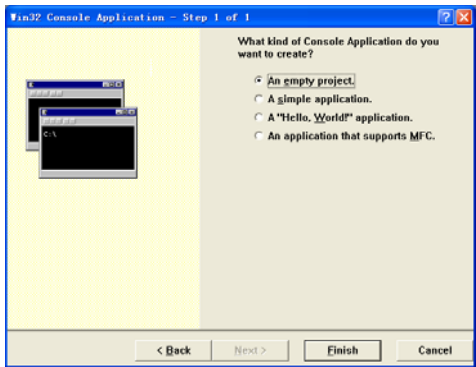 Win32 Console Application - Step 1 of 1
What kind of Console Application do you
want to create?
An empty project.
A simple application.
A "Hello, World!" application.
An application that supports MFC.
C:\
< Back
Next >
Finish
Cancel